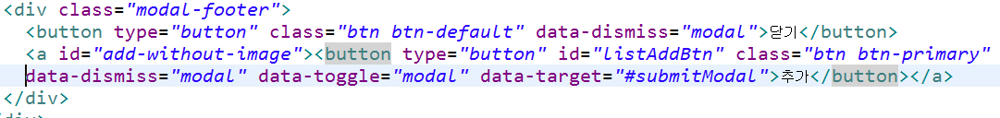 <div class="modal-footer">
<button type="button" class="btn btn-default" data-dismiss="modal">닫기</button>
<a id="add-without-image"><button type="button" id="listAddBtn" class="btn btn-primary"
data-dismiss="modal" data-toggle="modal" data-target="#submitModal">추가</button></a>
</div>